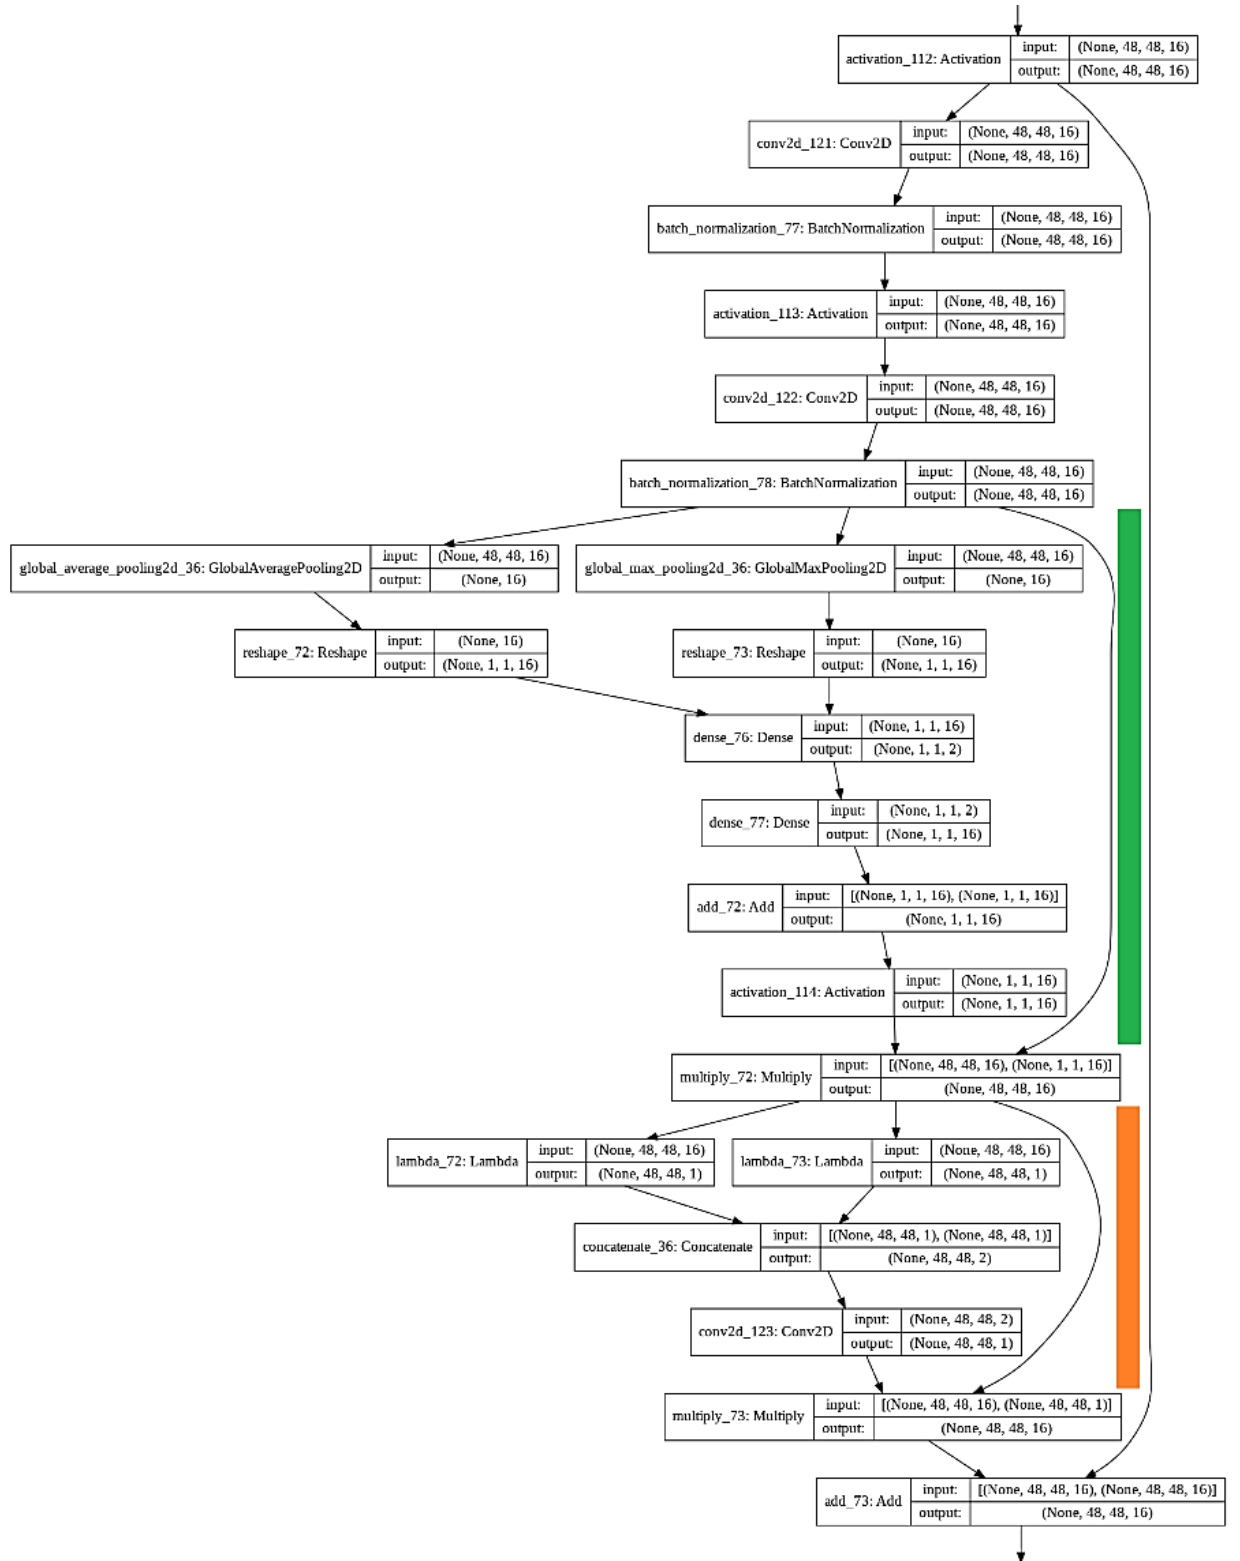 activation_112: Activation
input: (None, 48, 48, 16)
output: (None, 48, 48, 16)
conv2d_121: Conv2D
input: (None, 48, 48, 16)
output: (None, 48, 48, 16)
batch_normalization_77: BatchNormalization
input: (None, 48, 48, 16)
output: (None, 48, 48, 16)
activation_113: Activation
input: (None, 48, 48, 16)
output: (None, 48, 48, 16)
conv2d_122: Conv2D
input: (None, 48, 48, 16)
output: (None, 48, 48, 16)
batch_normalization_78: BatchNormalization
input: (None, 48, 48, 16)
output: (None, 48, 48, 16)
global_average_pooling2d_36: GlobalAveragePooling2D
input: (None, 48, 48, 16)
output: (None, 16)
global_max_pooling2d_36: GlobalMaxPooling2D
input: (None, 48, 48, 16)
output: (None, 16)
reshape_72: Reshape
input: (None, 16)
output: (None, 1, 1, 16)
reshape_73: Reshape
input: (None, 16)
output: (None, 1, 1, 16)
dense_76: Dense
input: (None, 1, 1, 16)
output: (None, 1, 1, 2)
dense_77: Dense
input: (None, 1, 1, 2)
output: (None, 1, 1, 16)
add_72: Add
input: [(None, 1, 1, 16), (None, 1, 1, 16)]
output: (None, 1, 1, 16)
activation_114: Activation
input: (None, 1, 1, 16)
output: (None, 1, 1, 16)
multiply_72: Multiply
input: [(None, 48, 48, 16), (None, 1, 1, 16)]
output: (None, 48, 48, 16)
lambda_72: Lambda
input: (None, 48, 48, 16)
output: (None, 48, 48, 1)
lambda_73: Lambda
input: (None, 48, 48, 16)
output: (None, 48, 48, 1)
concatenate_36: Concatenate
input: [(None, 48, 48, 1), (None, 48, 48, 1)]
output: (None, 48, 48, 2)
conv2d_123: Conv2D
input: (None, 48, 48, 2)
output: (None, 48, 48, 1)
multiply_73: Multiply
input: [(None, 48, 48, 16), (None, 48, 48, 1)]
output: (None, 48, 48, 16)
add_73: Add
input: [(None, 48, 48, 16), (None, 48, 48, 16)]
output: (None, 48, 48, 16)